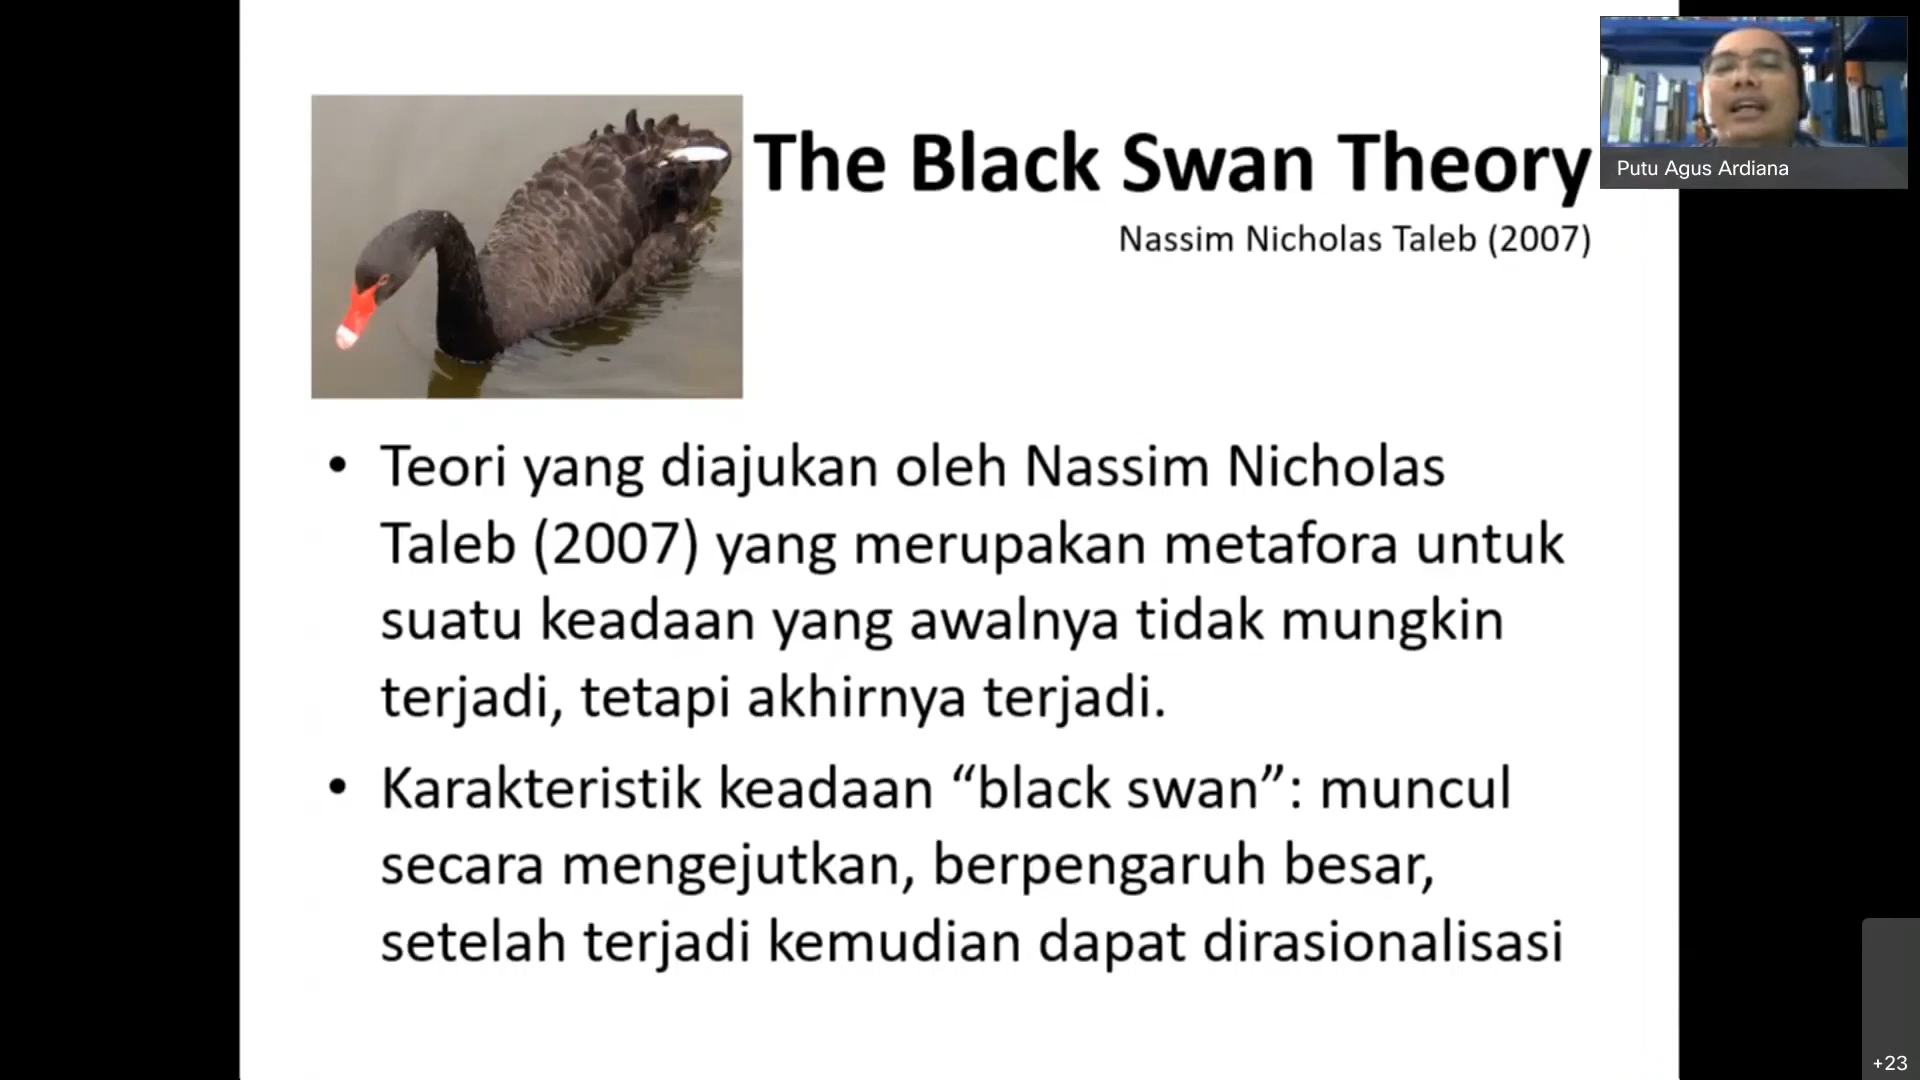 The Black Swan Theory
Nassim Nicholas Taleb (2007)
Putu Agus Ardiana
• Teori yang diajukan oleh Nassim Nicholas
Taleb (2007) yang merupakan metafora untuk
suatu keadaan yang awalnya tidak mungkin
terjadi, tetapi akhirnya terjadi.
• Karakteristik keadaan “black swan”: muncul
secara mengejutkan, berpengaruh besar,
setelah terjadi kemudian dapat dirasionalisasi
+23